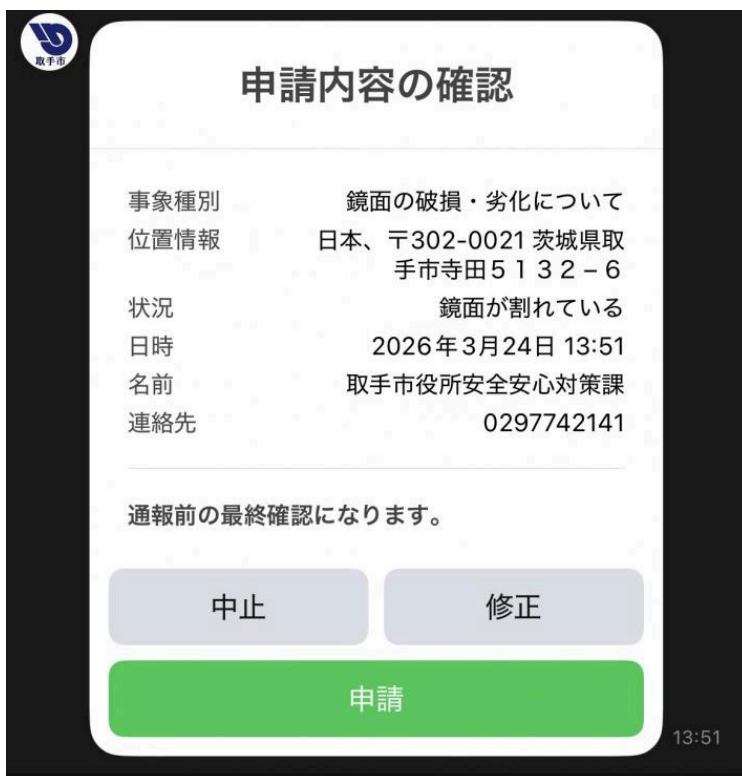 取手市
申請内容の確認
事象種別 鏡面の破損・劣化について
位置情報 日本、〒302-0021 茨城県取
手市寺田5132−6
状況 鏡面が割れている
日時 2026年3月24日 13:51
名前 取手市役所安全安心対策課
連絡先 0297742141
通報前の最終確認になります。
中止 修正
申請
13:51